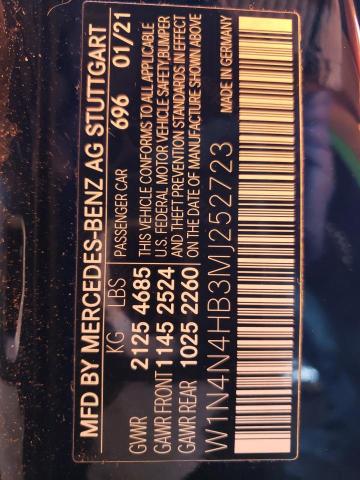 MFD BY MERCEDES-BENZ AG STUTTGART
KG LBS PASSENGER CAR 696 01/21
GVWR 2125 4685 THIS VEHICLE CONFORMS TO ALL APPLICABLE
GAWR FRONT 1145 2524 U.S. FEDERAL MOTOR VEHICLE SAFETY,BUMPER
GAWR REAR 1025 2260 AND THEFT PREVENTION STANDARDS IN EFFECT
ON THE DATE OF MANUFACTURE SHOWN ABOVE
W1N4N4HB3MJ252723 MADE IN GERMANY